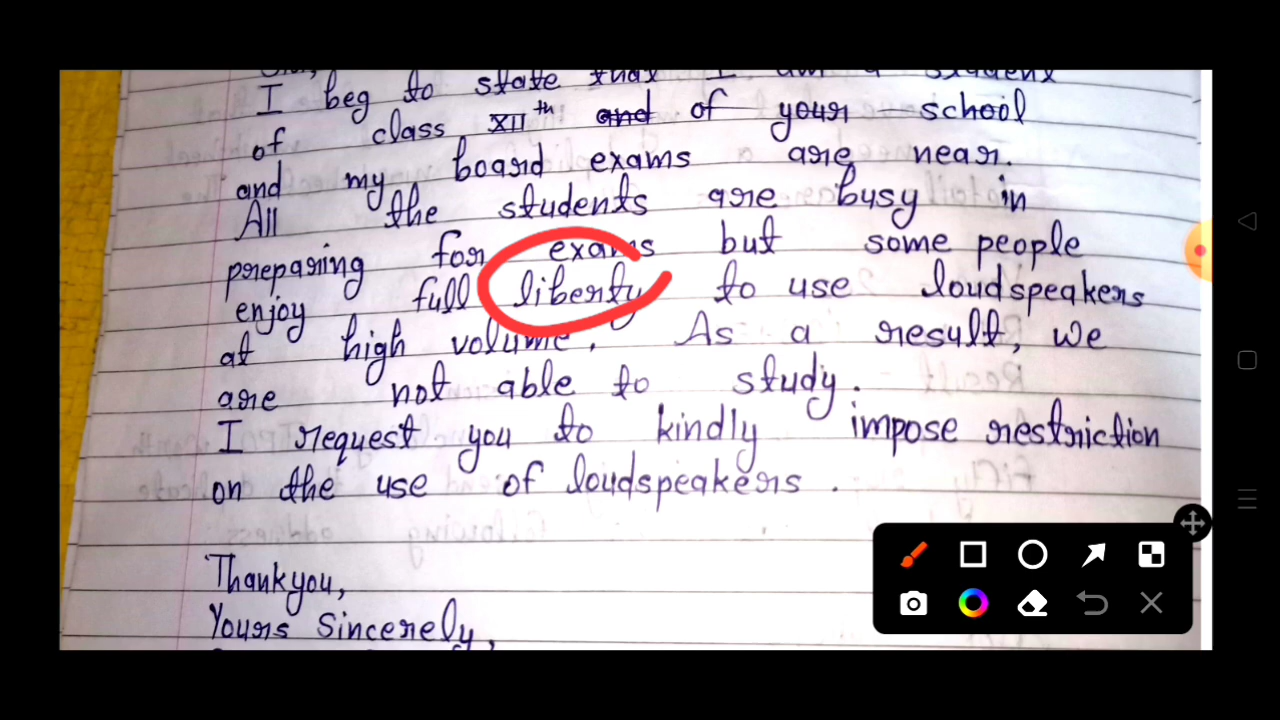 I beg to state that I am a student
of class XIIth and of your school
and my board exams are near.
All the students are busy in
preparing for exams but some people
enjoy full liberty to use loudspeakers
at high volume. As a result, we
are not able to study.
I request you to kindly impose restriction
on the use of loudspeakers.
Thankyou,
Yours Sincerely,